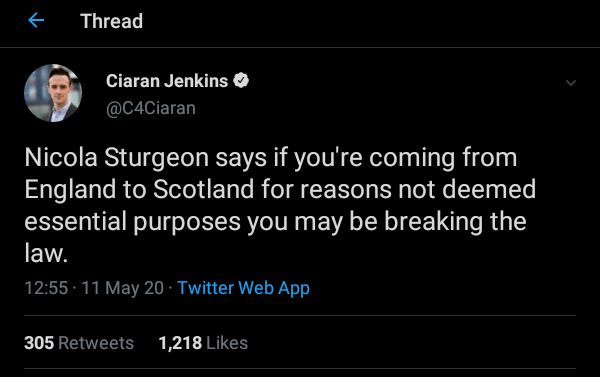 Thread
Ciaran Jenkins
@C4Ciaran
Nicola Sturgeon says if you're coming from
England to Scotland for reasons not deemed
essential purposes you may be breaking the
law.
12:55 · 11 May 20 · Twitter Web App
305 Retweets 1,218 Likes